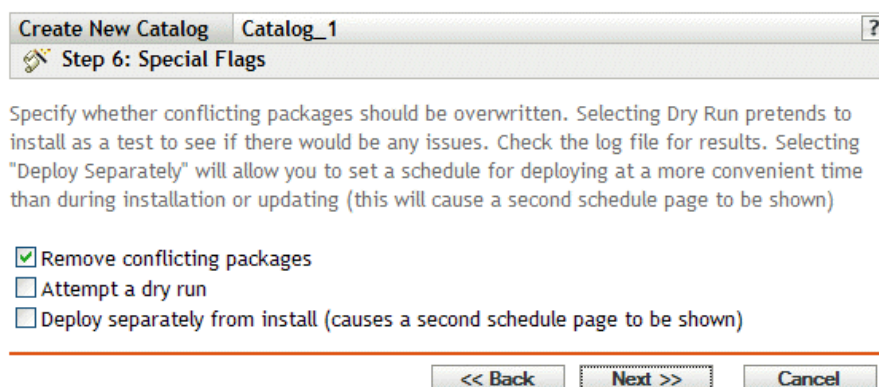 Create New Catalog Catalog_1 ?
Step 6: Special Flags
Specify whether conflicting packages should be overwritten. Selecting Dry Run pretends to
install as a test to see if there would be any issues. Check the log file for results. Selecting
"Deploy Separately" will allow you to set a schedule for deploying at a more convenient time
than during installation or updating (this will cause a second schedule page to be shown)
Remove conflicting packages
Attempt a dry run
Deploy separately from install (causes a second schedule page to be shown)
<< Back Next >> Cancel